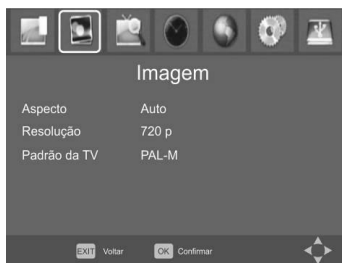 Imagem
Aspecto Auto
Resolução 720 p
Padrão da TV PAL-M
EXIT Voltar OK Confirmar